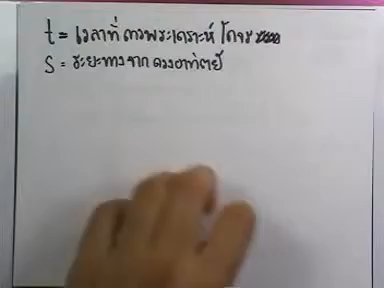 t = เวลาที่ ดาวพระเคราะห์ โคจร
S = ระยะทางจาก ดวงอาทิตย์